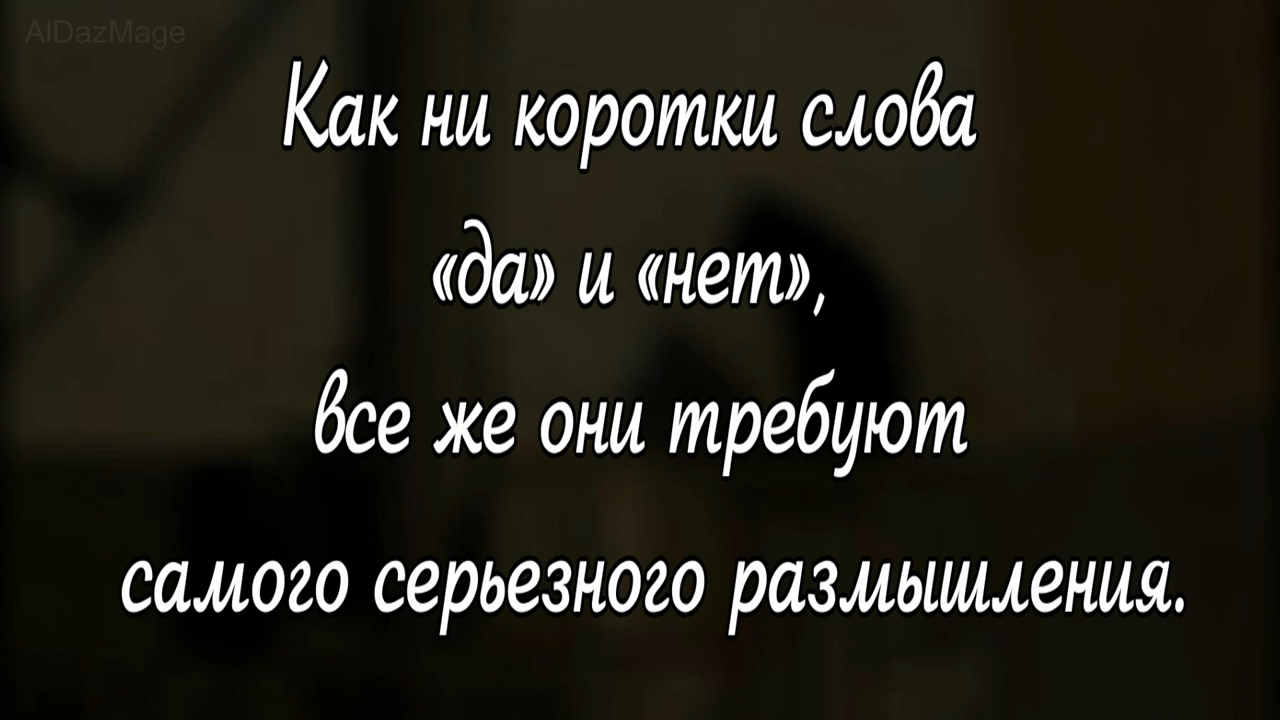 AlDazMage
Как ни коротки слова
«да» и «нет»,
все же они требуют
самого серьезного размышления.